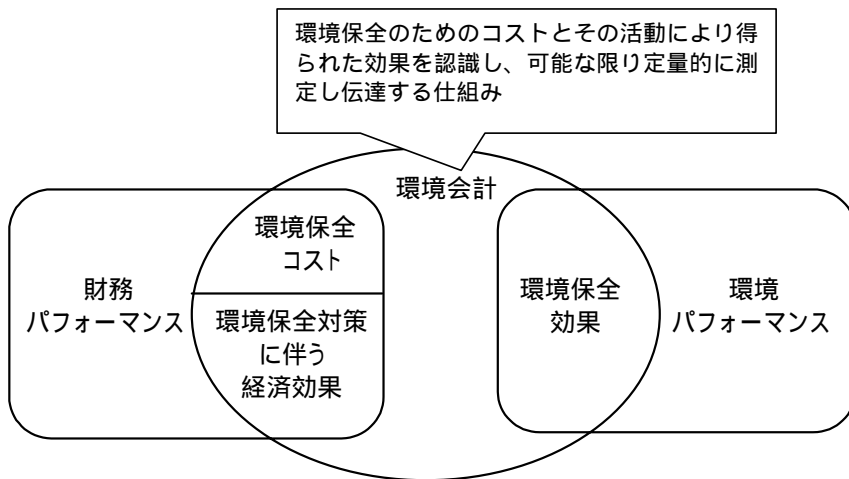 環境保全のためのコストとその活動により得
られた効果を認識し、可能な限り定量的に測
定し伝達する仕組み
環境会計
環境保全
コスト
財務
パフォーマンス
環境保全対策
に伴う
経済効果
環境保全
効果
環境
パフォーマンス